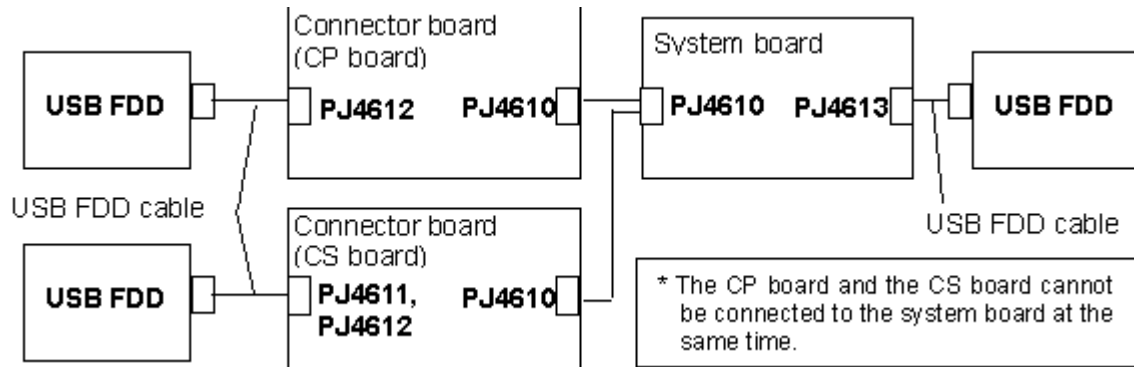 Connector board
(CP board)
USB FDD
PJ4612
PJ4610
System board
PJ4610
PJ4613
USB FDD
USB FDD cable
USB FDD cable
Connector board
(CS board)
USB FDD
PJ4611,
PJ4612
PJ4610
* The CP board and the CS board cannot
be connected to the system board at the
same time.